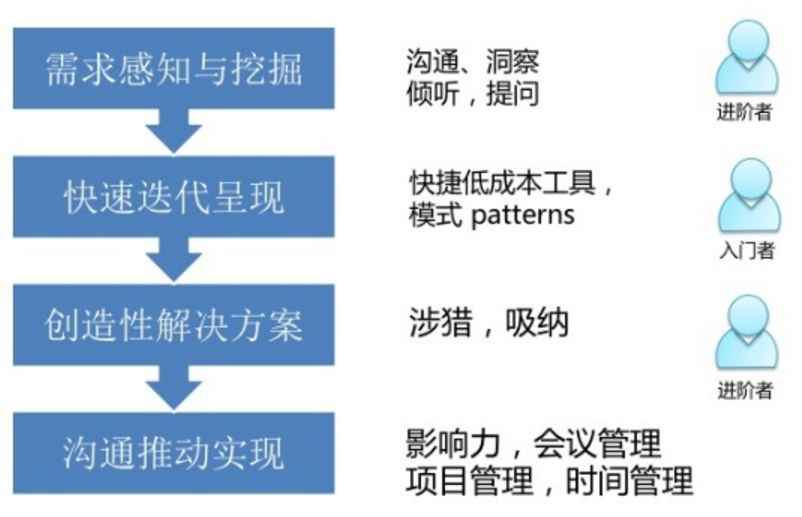 需求感知与挖掘
沟通、洞察
倾听，提问
进阶者
快速迭代呈现
快捷低成本工具，
模式 patterns
入门者
创造性解决方案
涉猎，吸纳
进阶者
沟通推动实现
影响力，会议管理
项目管理，时间管理